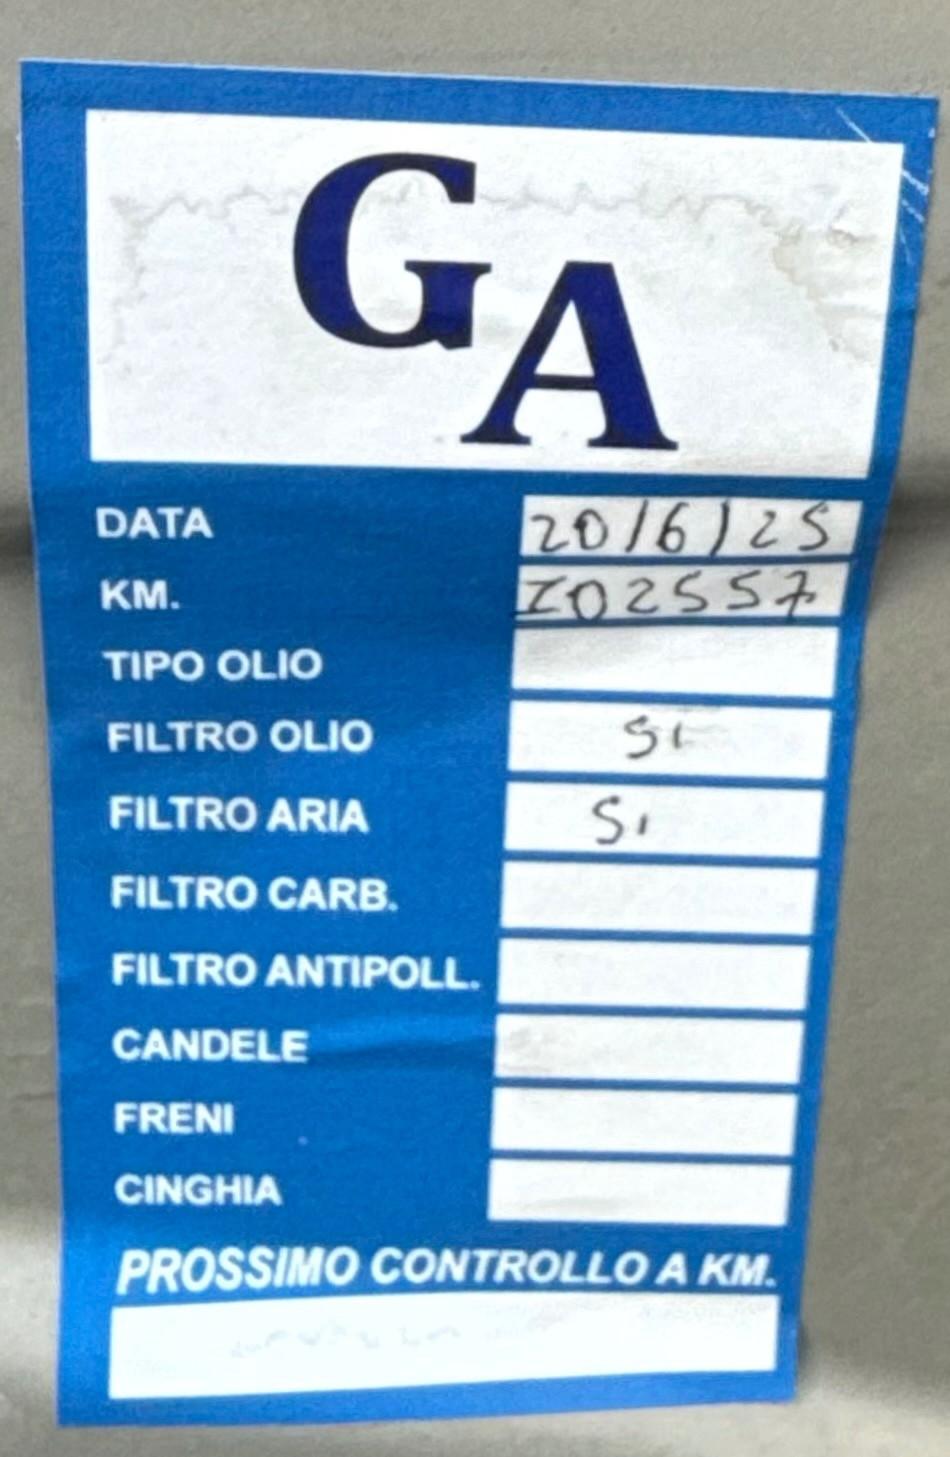 GA
DATA 20/6/25
KM. 102557
TIPO OLIO
FILTRO OLIO Si
FILTRO ARIA Si
FILTRO CARB.
FILTRO ANTIPOLL.
CANDELE
FRENI
CINGHIA
PROSSIMO CONTROLLO A KM.